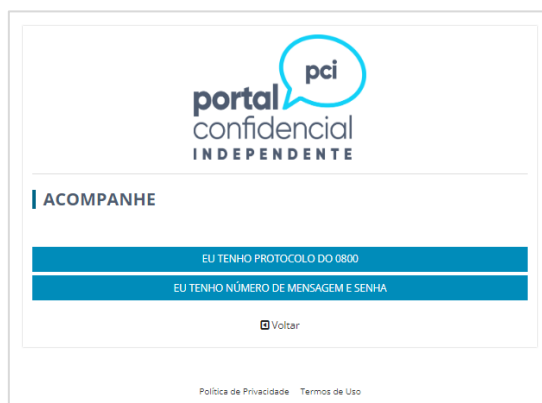 pci
portal
confidencial
INDEPENDENTE
ACOMPANHE
EU TENHO PROTOCOLO DO 0800
EU TENHO NÚMERO DE MENSAGEM E SENHA
Voltar
Política de Privacidade Termos de Uso